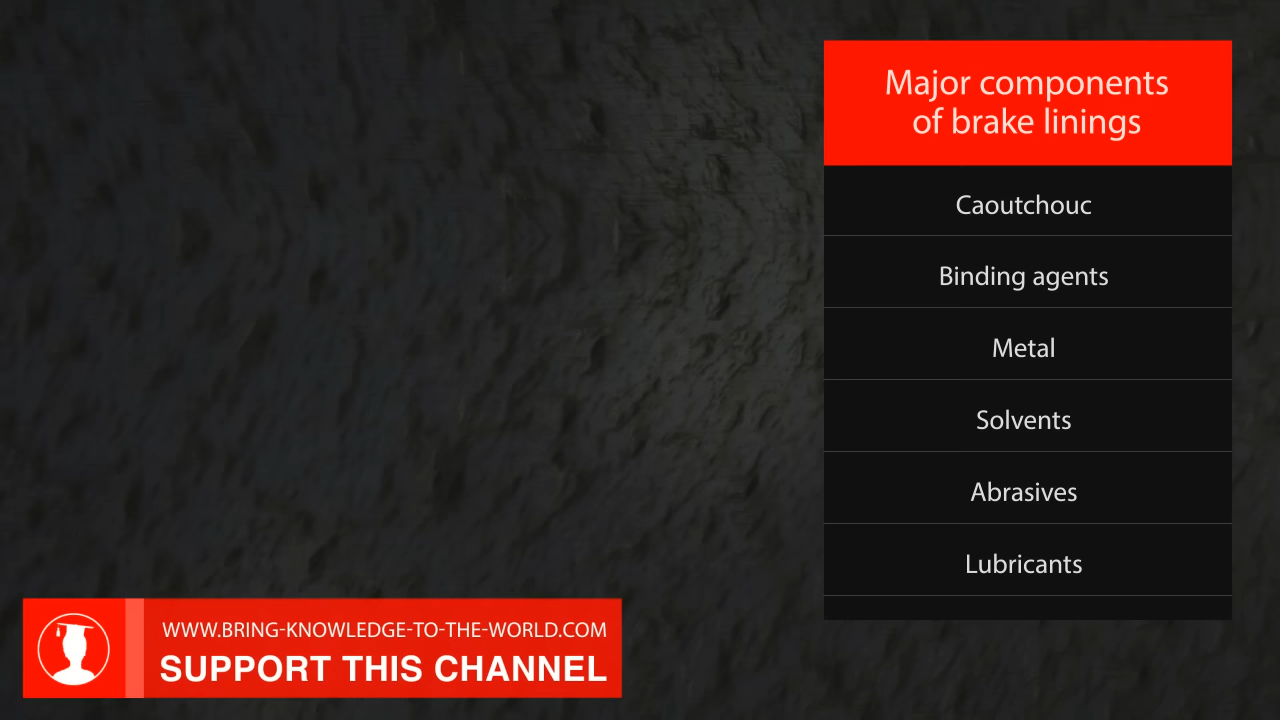 Major components
of brake linings
Caoutchouc
Binding agents
Metal
Solvents
Abrasives
Lubricants
WWW.BRING-KNOWLEDGE-TO-THE-WORLD.COM
SUPPORT THIS CHANNEL